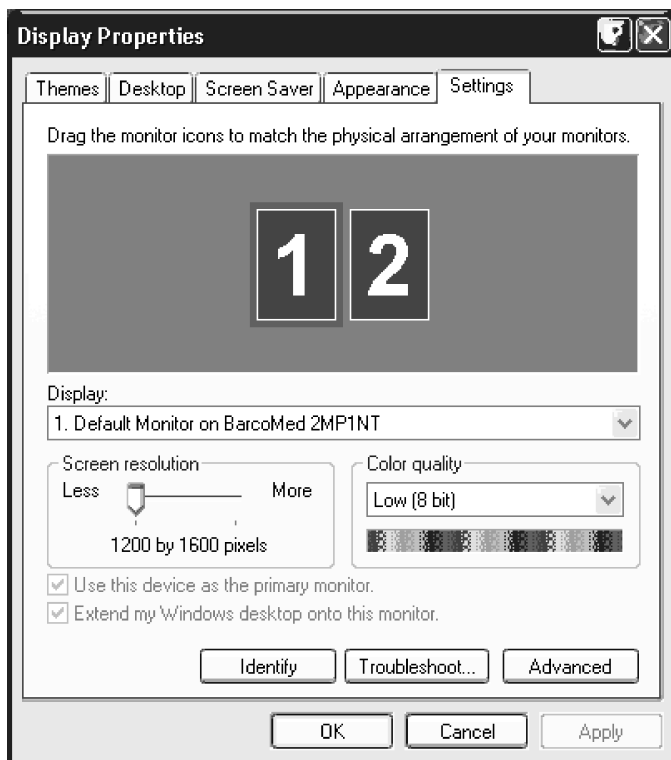 Display Properties
Themes Desktop Screen Saver Appearance Settings
Drag the monitor icons to match the physical arrangement of your monitors.
1 2
Display:
1. Default Monitor on BarcoMed 2MP1NT
Screen resolution
Less More
1200 by 1600 pixels
Color quality
Low (8 bit)
Use this device as the primary monitor.
Extend my Windows desktop onto this monitor.
Identify Troubleshoot... Advanced
OK Cancel Apply